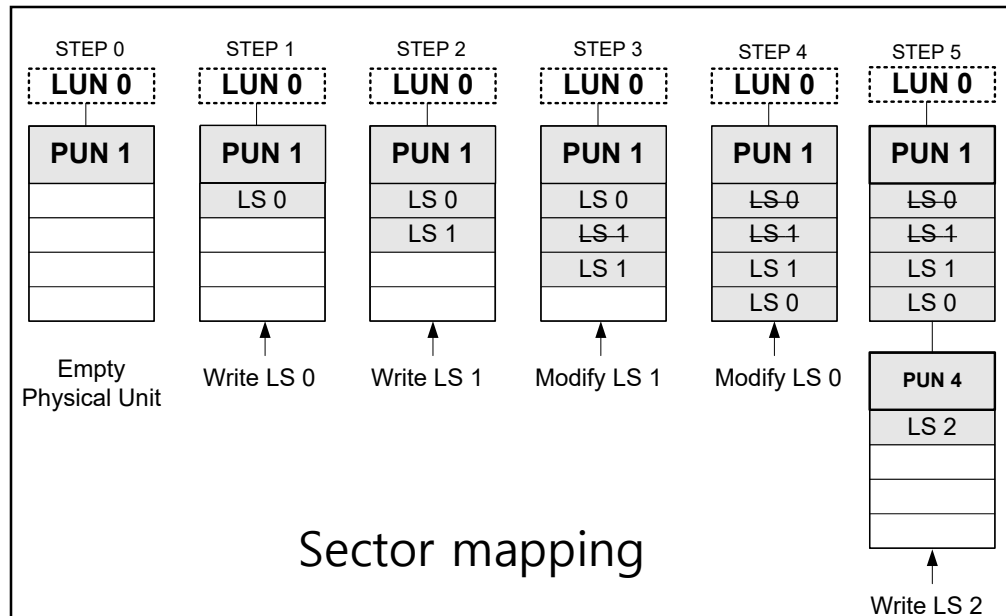 STEP 0
LUN 0
PUN 1
Empty
Physical Unit
STEP 1
LUN 0
PUN 1
LS 0
Write LS 0
STEP 2
LUN 0
PUN 1
LS 0
LS 1
Write LS 1
STEP 3
LUN 0
PUN 1
LS 0
LS 1
LS 1
Modify LS 1
STEP 4
LUN 0
PUN 1
LS 0
LS 1
LS 1
LS 0
Modify LS 0
STEP 5
LUN 0
PUN 1
LS 0
LS 1
LS 1
LS 0
PUN 4
LS 2
Write LS 2
Sector mapping